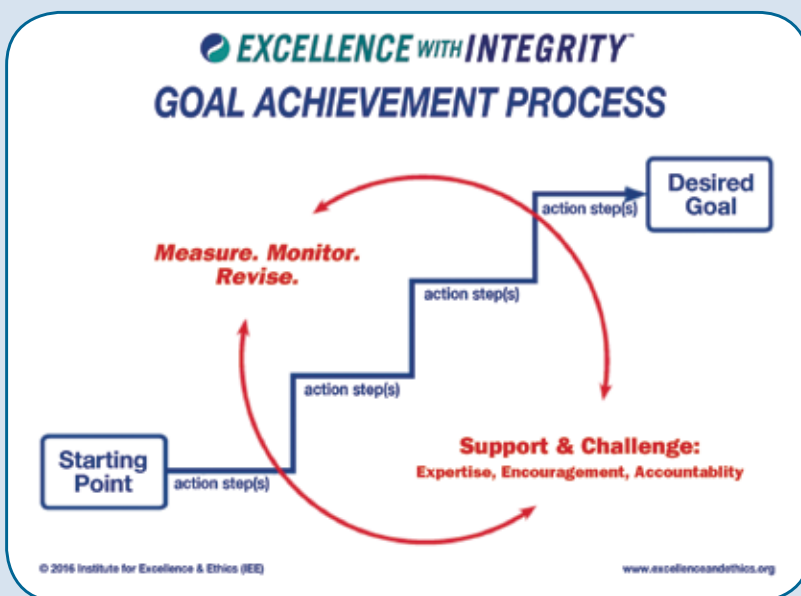 EXCELLENCE WITH INTEGRITY™
GOAL ACHIEVEMENT PROCESS
Desired
Goal
action step(s)
Measure. Monitor.
Revise.
action step(s)
action step(s)
Support & Challenge:
Expertise, Encouragement, Accountablity
Starting
Point
action step(s)
© 2016 Institute for Excellence & Ethics (IEE)
www.excellenceandethics.org